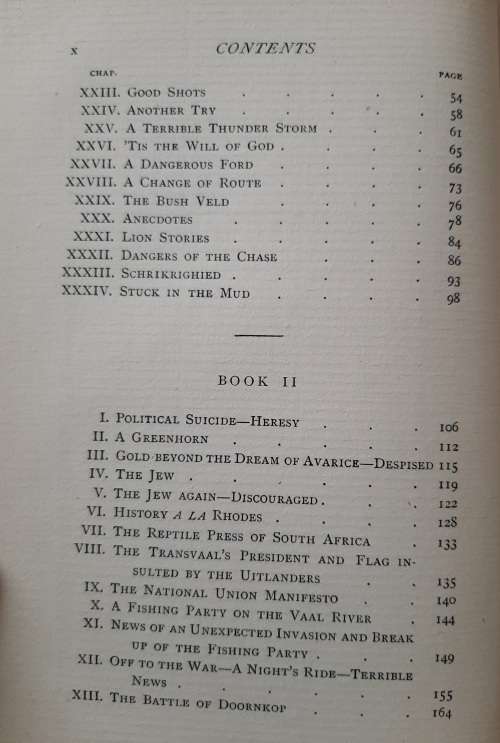 x CONTENTS
CHAP. PAGE
XXIII. GOOD SHOTS . . . . . 54
XXIV. ANOTHER TRY . . . . . 58
XXV. A TERRIBLE THUNDER STORM . . . 61
XXVI. 'TIS THE WILL OF GOD . . . . 65
XXVII. A DANGEROUS FORD . . . . 66
XXVIII. A CHANGE OF ROUTE . . . . 73
XXIX. THE BUSH VELD . . . . 76
XXX. ANECDOTES . . . . . 78
XXXI. LION STORIES . . . . . 84
XXXII. DANGERS OF THE CHASE . . . 86
XXXIII. SCHRIKRIGHIED . . . . . 93
XXXIV. STUCK IN THE MUD . . . . 98
BOOK II
I. POLITICAL SUICIDE—HERESY . . . 106
II. A GREENHORN . . . . . 112
III. GOLD BEYOND THE DREAM OF AVARICE—DESPISED 115
IV. THE JEW . . . . . . 119
V. THE JEW AGAIN—DISCOURAGED . . . 122
VI. HISTORY A LA RHODES . . . . 128
VII. THE REPTILE PRESS OF SOUTH AFRICA . 133
VIII. THE TRANSVAAL'S PRESIDENT AND FLAG IN-
SULTED BY THE UITLANDERS . . 135
IX. THE NATIONAL UNION MANIFESTO . . 140
X. A FISHING PARTY ON THE VAAL RIVER . 144
XI. NEWS OF AN UNEXPECTED INVASION AND BREAK
UP OF THE FISHING PARTY . . . 149
XII. OFF TO THE WAR—A NIGHT'S RIDE—TERRIBLE
NEWS . . . . . . 155
XIII. THE BATTLE OF DOORNKOP . . . 164